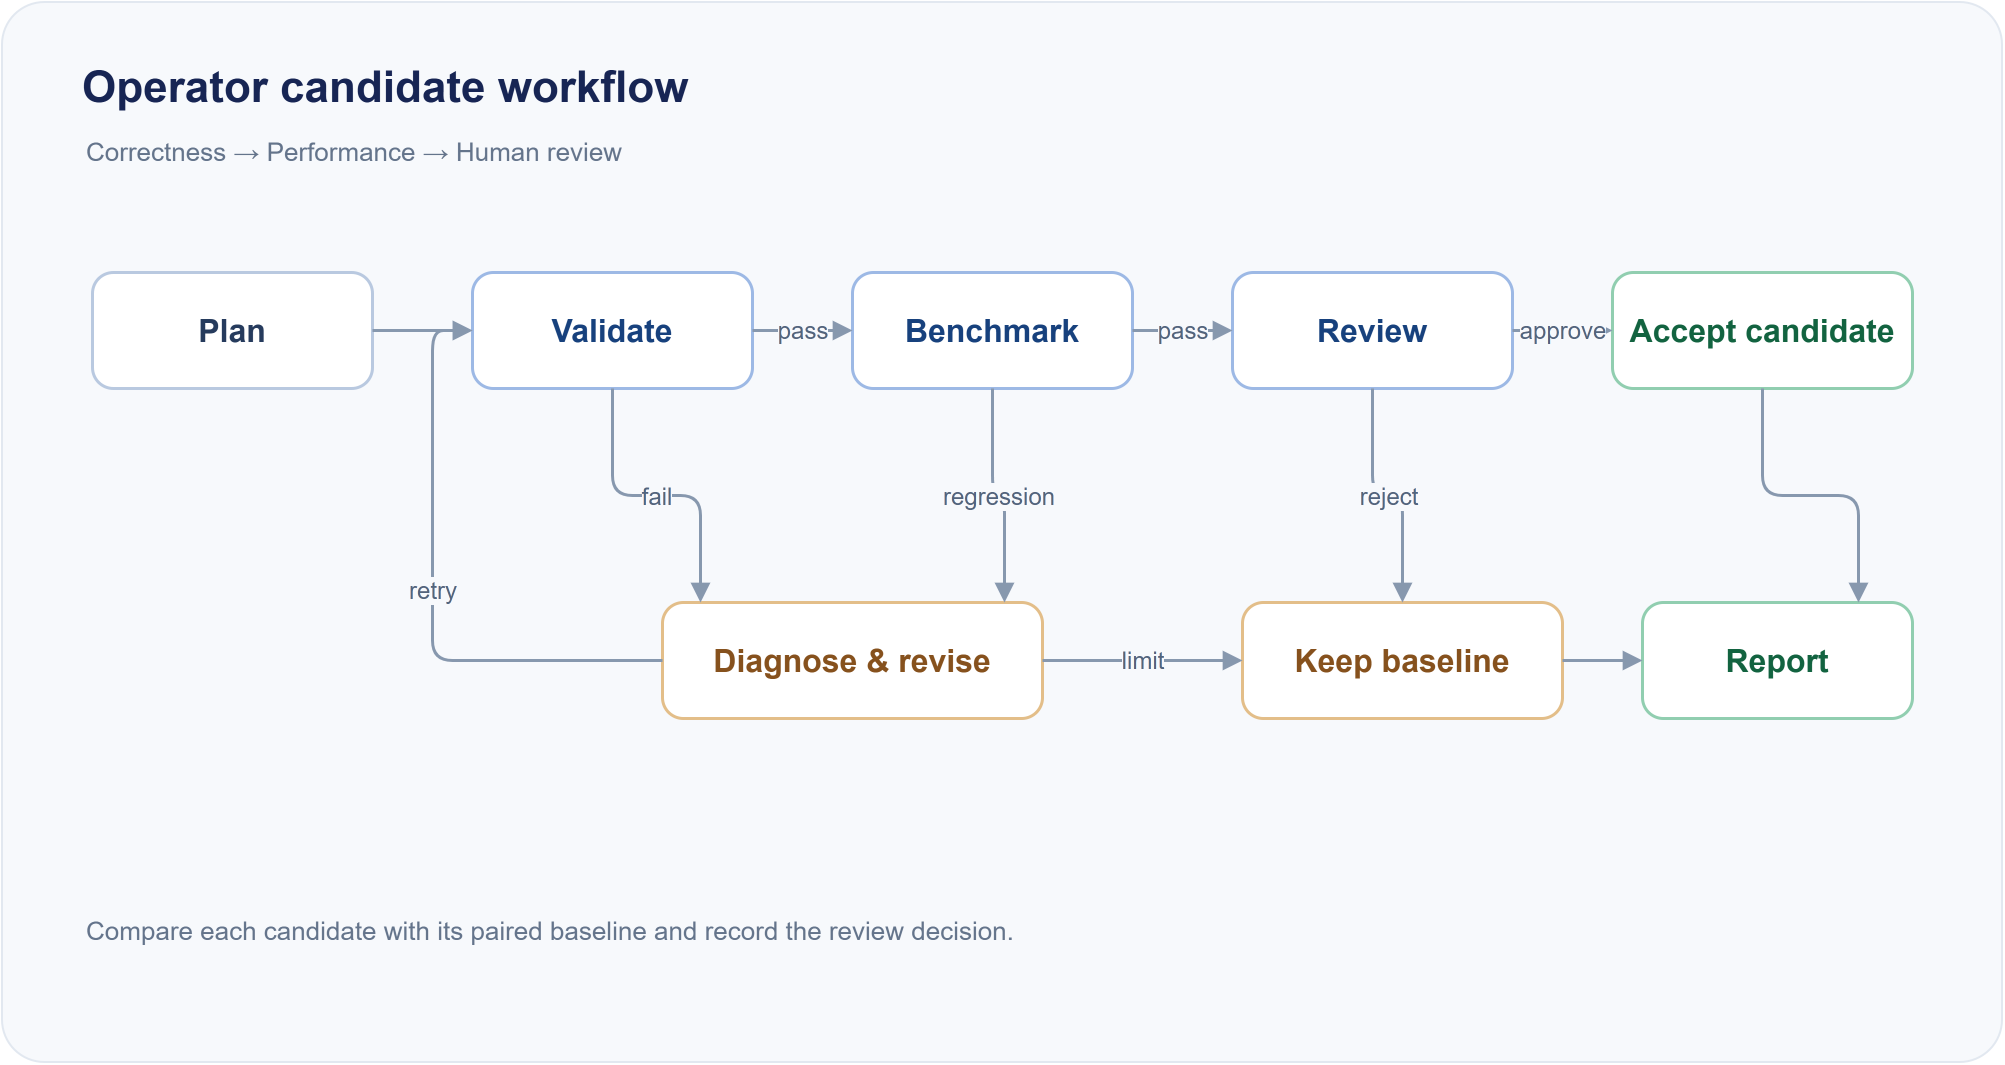 Operator candidate workflow
Correctness → Performance → Human review
Plan
Validate
pass
Benchmark
pass
Review
approve
Accept candidate
fail
regression
reject
retry
Diagnose & revise
limit
Keep baseline
Report
Compare each candidate with its paired baseline and record the review decision.